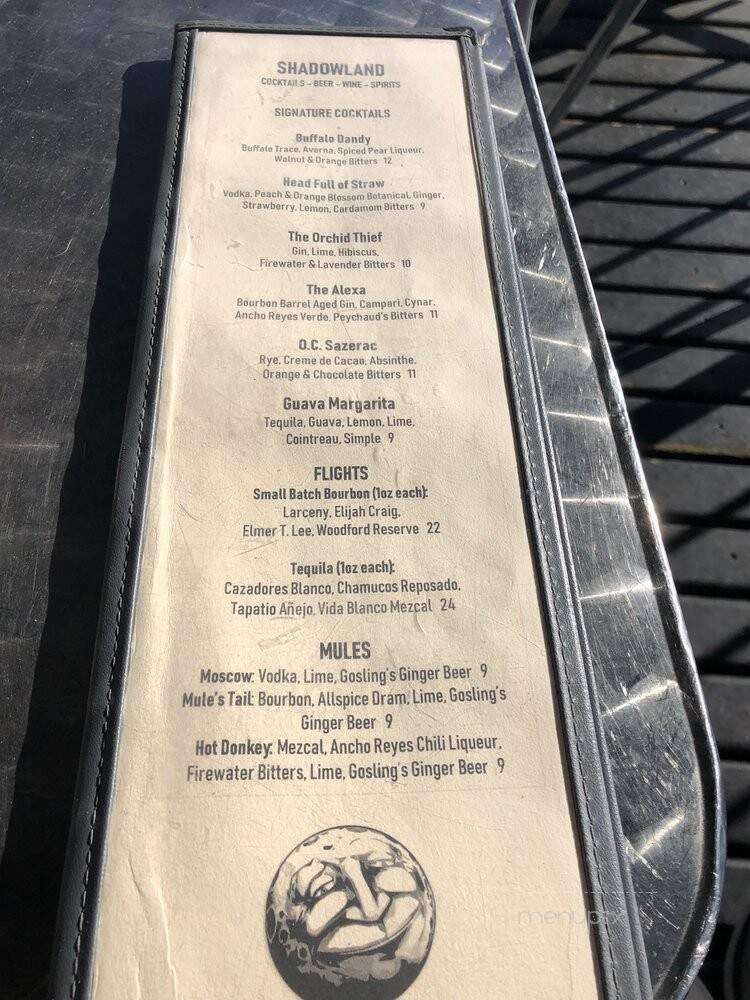 SHADOWLAND
COCKTAILS - BEER - WINE - SPIRITS
SIGNATURE COCKTAILS
Buffalo Dandy
Buffalo Trace, Averna, Spiced Pear Liqueur,
Walnut & Orange Bitters 12
Head Full of Straw
Vodka, Peach & Orange Blossom Botanical, Ginger,
Strawberry, Lemon, Cardamom Bitters 9
The Orchid Thief
Gin, Lime, Hibiscus,
Firewater & Lavender Bitters 10
The Alexa
Bourbon Barrel Aged Gin, Campari, Cynar,
Ancho Reyes Verde, Peychaud's Bitters 11
O.C. Sazerac
Rye, Creme de Cacao, Absinthe,
Orange & Chocolate Bitters 11
Guava Margarita
Tequila, Guava, Lemon, Lime,
Cointreau, Simple 9
FLIGHTS
Small Batch Bourbon (1oz each):
Larceny, Elijah Craig,
Elmer T. Lee, Woodford Reserve 22
Tequila (1oz each):
Cazadores Blanco, Chamucos Reposado,
Tapatio Añejo, Vida Blanco Mezcal 24
MULES
Moscow: Vodka, Lime, Gosling's Ginger Beer 9
Mule's Tail: Bourbon, Allspice Dram, Lime, Gosling's
Ginger Beer 9
Hot Donkey: Mezcal, Ancho Reyes Chili Liqueur,
Firewater Bitters, Lime, Gosling's Ginger Beer 9